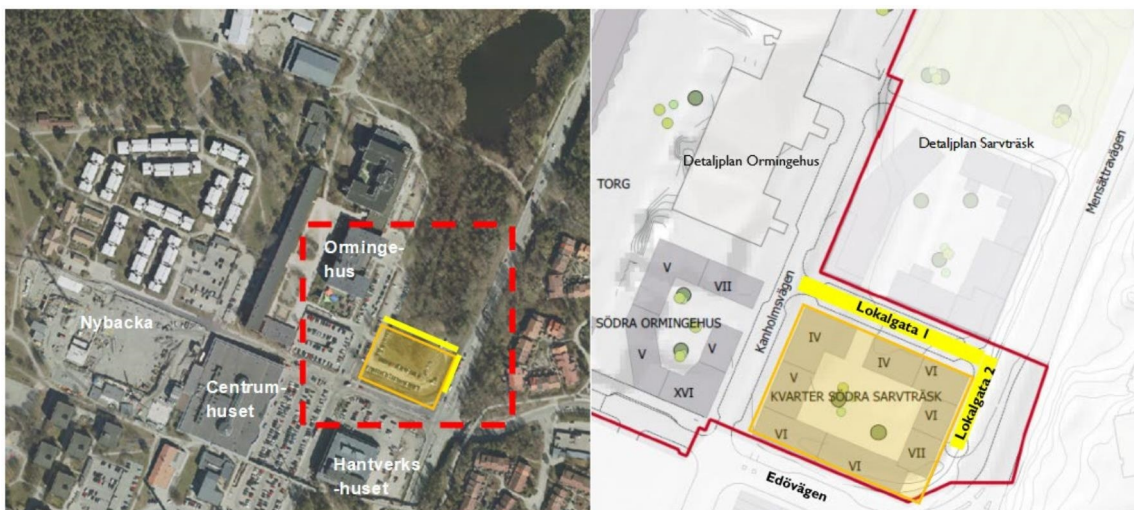 Orminge-
hus
Nybacka
Centrum-
huset
Hantverks
-huset
Detaljplan Ormingehus
Detaljplan Sarvträsk
TORG
Mensättravägen
V
VII
SÖDRA ORMINGEHUS
V
V
XVI
Kanholmsvägen
Lokalgata 1
Lokalgata 2
IV
IV
VI
V
KVARTER SÖDRA SARVTRÄSK
VI
VI
VI
VII
Edövägen